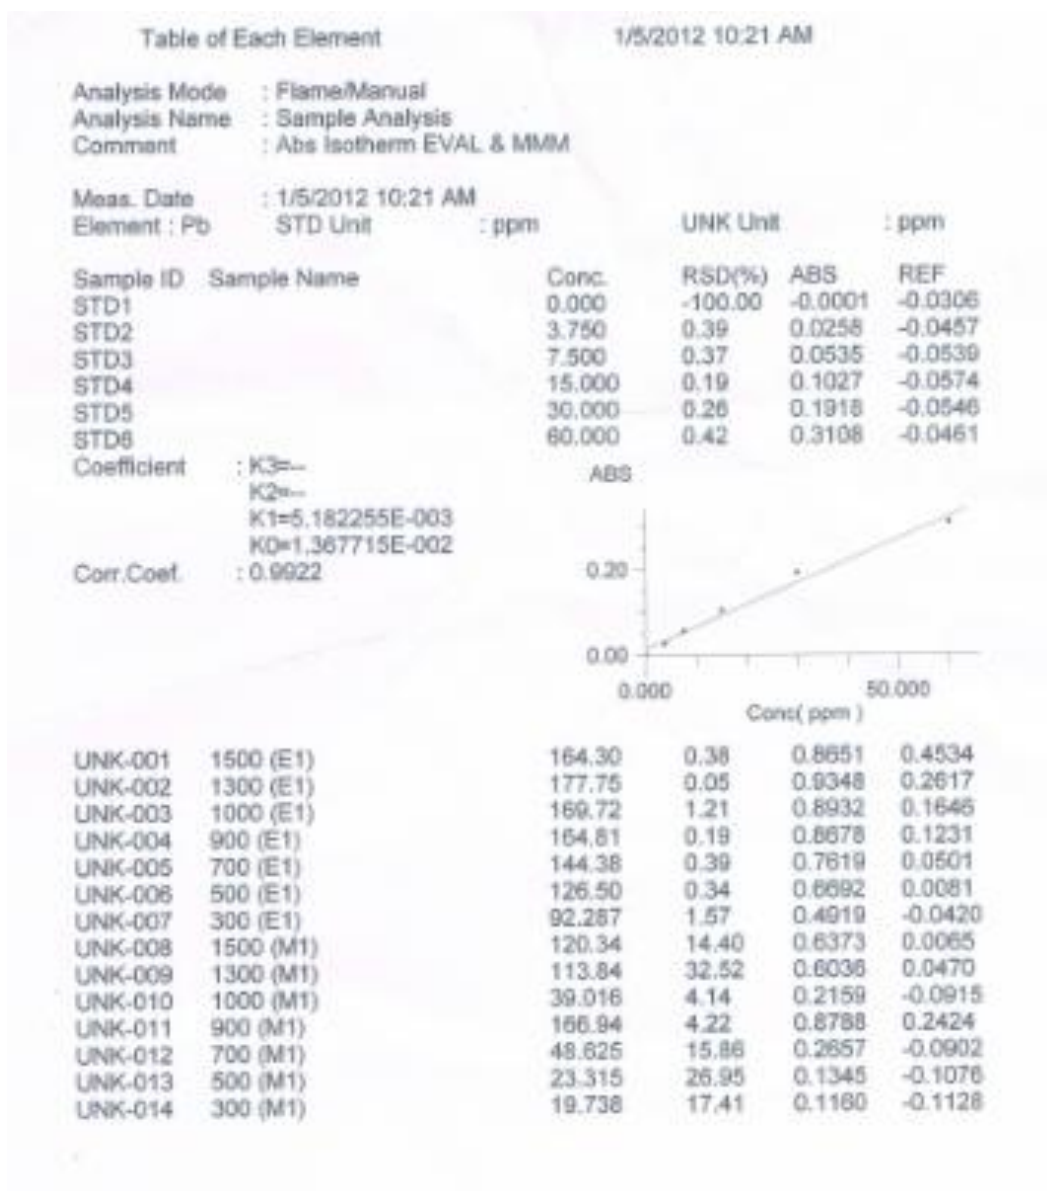 Table of Each Element 1/5/2012 10:21 AM
Analysis Mode : Flame/Manual
Analysis Name : Sample Analysis
Comment : Abs Isotherm EVAL & MMM
Meas. Date : 1/5/2012 10:21 AM
Element : Pb STD Unit : ppm UNK Unit : ppm
Sample ID Sample Name Conc. RSD(%) ABS REF
STD1 0.000 -100.00 -0.0001 -0.0306
STD2 3.750 0.39 0.0258 -0.0457
STD3 7.500 0.37 0.0535 -0.0539
STD4 15.000 0.19 0.1027 -0.0574
STD5 30.000 0.26 0.1918 -0.0546
STD6 60.000 0.42 0.3108 -0.0461
Coefficient : K3=--
K2=--
K1=5.182255E-003
K0=1.367715E-002
Corr.Coef. : 0.9922
ABS
0.20
0.00
0.000 50.000
Conc( ppm )
UNK-001 1500 (E1) 164.30 0.38 0.8651 0.4534
UNK-002 1300 (E1) 177.75 0.05 0.9348 0.2617
UNK-003 1000 (E1) 169.72 1.21 0.8932 0.1646
UNK-004 900 (E1) 164.81 0.19 0.8678 0.1231
UNK-005 700 (E1) 144.38 0.39 0.7619 0.0501
UNK-006 500 (E1) 126.50 0.34 0.6692 0.0081
UNK-007 300 (E1) 92.287 1.57 0.4919 -0.0420
UNK-008 1500 (M1) 120.34 14.40 0.6373 0.0065
UNK-009 1300 (M1) 113.84 32.52 0.6036 0.0470
UNK-010 1000 (M1) 39.016 4.14 0.2159 -0.0915
UNK-011 900 (M1) 166.94 4.22 0.8788 0.2424
UNK-012 700 (M1) 48.625 15.86 0.2657 -0.0902
UNK-013 500 (M1) 23.315 26.95 0.1345 -0.1076
UNK-014 300 (M1) 19.738 17.41 0.1160 -0.1128